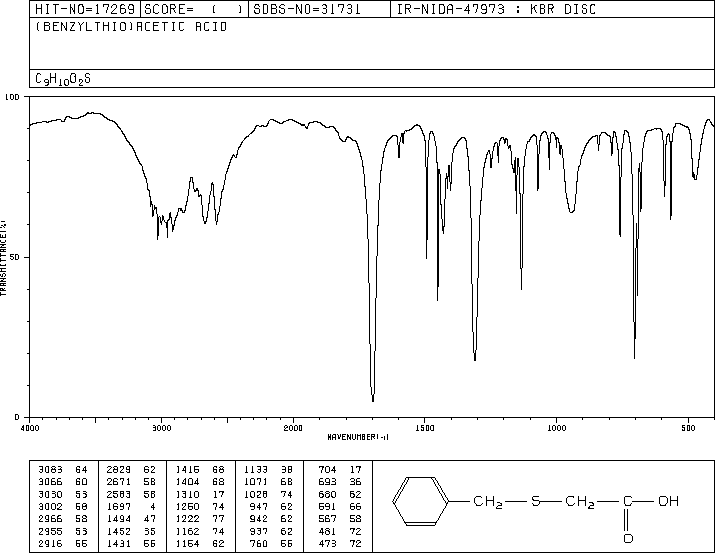 HIT-NO=17269 SCORE= ( ) SDBS-NO=31731 IR-NIDA-47973 : KBR DISC
(BENZYLTHIO)ACETIC ACID
C9H10O2S
100
50
0
TRANSMITTANCE(%)
4000 3000 2000 1500 1000 500
WAVENUMBER(-1)
3083 64 2829 62 1416 68 1133 38 704 17
3066 60 2671 58 1404 68 1071 68 693 36
3030 53 2583 58 1310 17 1028 74 680 62
3002 60 1697 4 1250 74 947 62 591 66
2966 58 1494 47 1222 77 942 62 567 58
2955 53 1452 35 1162 74 937 62 481 72
2916 55 1431 55 1154 62 760 55 473 72
CH2 S CH2 C OH
O